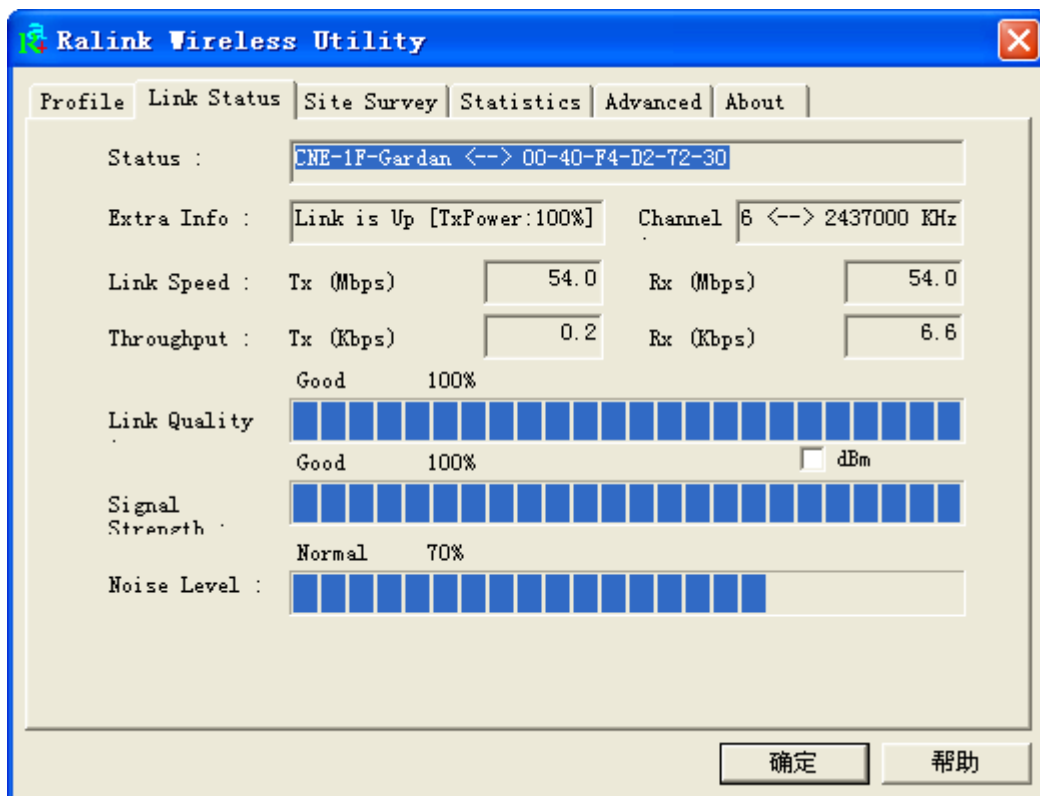 Ralink Wireless Utility
Profile Link Status Site Survey Statistics Advanced About
Status : CNE-1F-Gardan <--> 00-40-F4-D2-72-30
Extra Info : Link is Up [TxPower:100%] Channel 6 <--> 2437000 KHz
Link Speed : Tx (Mbps) 54.0 Rx (Mbps) 54.0
Throughput : Tx (Kbps) 0.2 Rx (Kbps) 6.6
Good 100%
Link Quality
Good 100% dBm
Signal
Strength :
Normal 70%
Noise Level :
确定 帮助